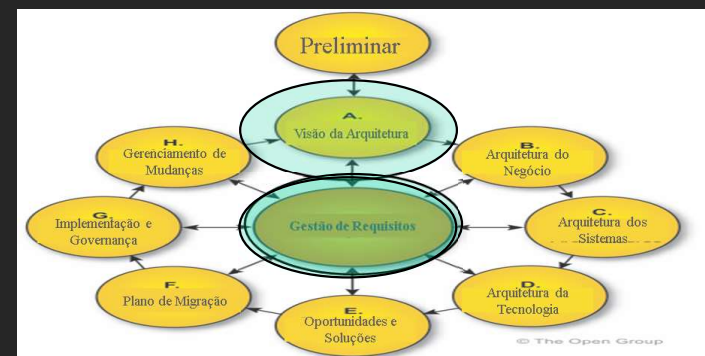 Preliminar
A.
Visão da Arquitetura
H.
Gerenciamento de
Mudanças
B.
Arquitetura do
Negócio
G.
Implementação e
Governança
Gestão de Requisitos
C.
Arquitetura dos
Sistemas
F.
Plano de Migração
D.
Arquitetura da
Tecnologia
E.
Oportunidades e
Soluções
© The Open Group